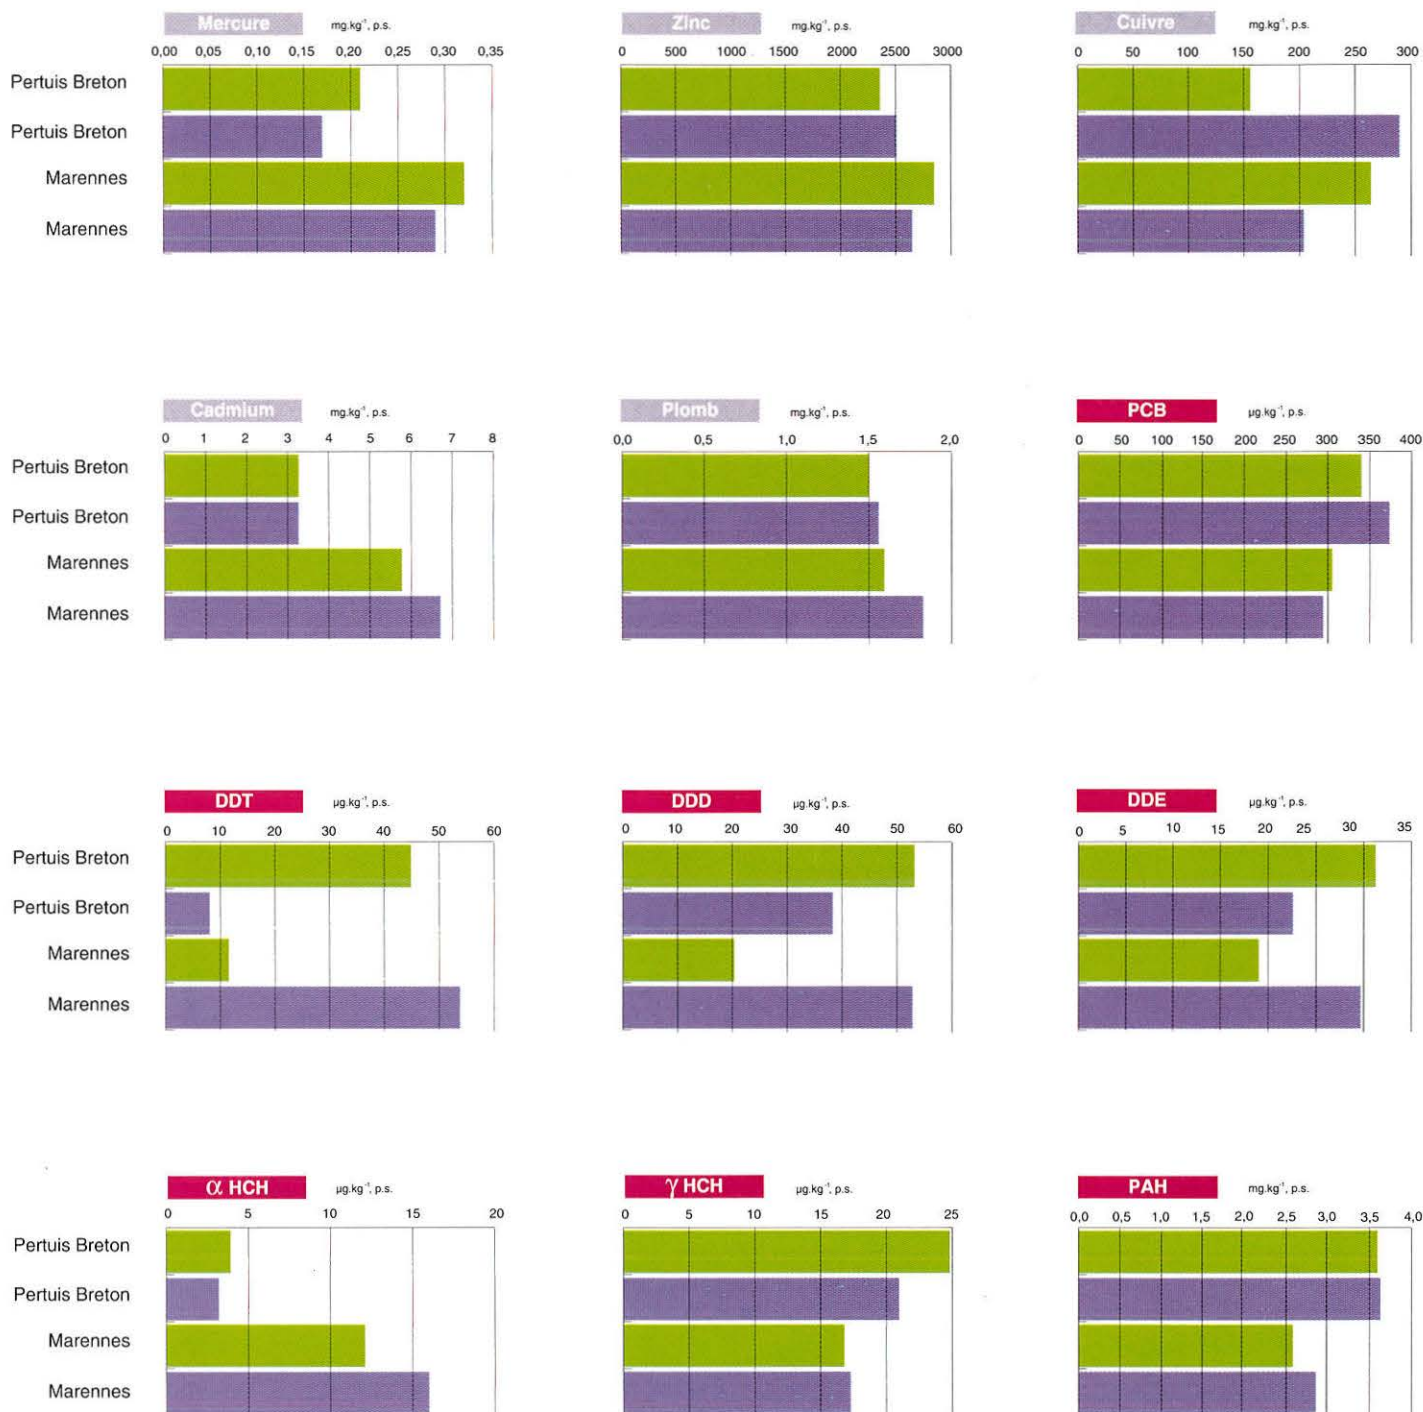 Mercure mg.kg⁻¹, p.s. Zinc mg.kg⁻¹, p.s. Cuivre mg.kg⁻¹, p.s.
0,00 0,05 0,10 0,15 0,20 0,25 0,30 0,35 0 500 1000 1500 2000 2500 3000 0 50 100 150 200 250 300
Pertuis Breton
Pertuis Breton
Marennes
Marennes
Cadmium mg.kg⁻¹, p.s. Plomb mg.kg⁻¹, p.s. PCB µg.kg⁻¹, p.s.
0 1 2 3 4 5 6 7 8 0,0 0,5 1,0 1,5 2,0 0 50 100 150 200 250 300 350 400
Pertuis Breton
Pertuis Breton
Marennes
Marennes
DDT µg.kg⁻¹, p.s. DDD µg.kg⁻¹, p.s. DDE µg.kg⁻¹, p.s.
0 10 20 30 40 50 60 0 10 20 30 40 50 60 0 5 10 15 20 25 30 35
Pertuis Breton
Pertuis Breton
Marennes
Marennes
α HCH µg.kg⁻¹, p.s. γ HCH µg.kg⁻¹, p.s. PAH mg.kg⁻¹, p.s.
0 5 10 15 20 0 5 10 15 20 25 0,0 0,5 1,0 1,5 2,0 2,5 3,0 3,5 4,0
Pertuis Breton
Pertuis Breton
Marennes
Marennes